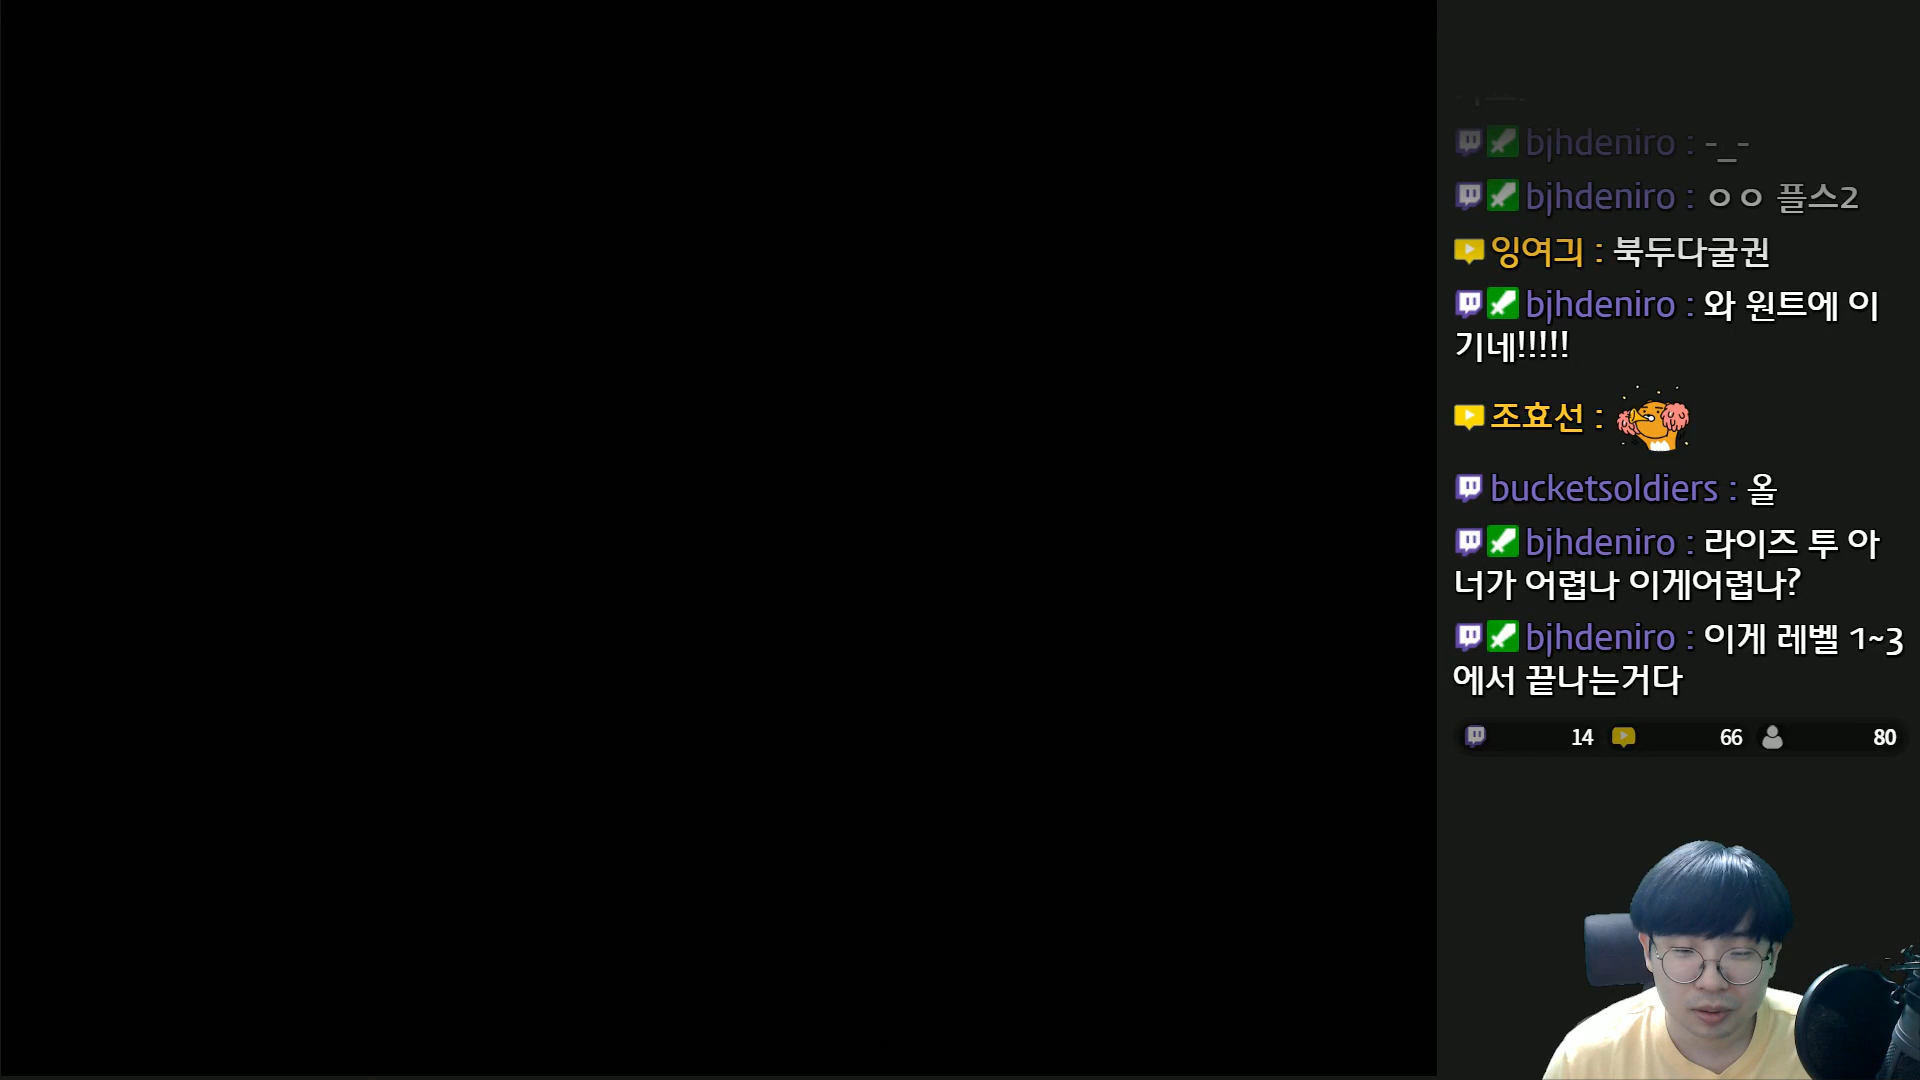 bjhdeniro : -_-
bjhdeniro : ㅇㅇ 플스2
잉여긔 : 북두다굴권
bjhdeniro : 와 원트에 이
기네!!!!!
조효선 :
bucketsoldiers : 올
bjhdeniro : 라이즈 투 아
너가 어렵나 이게어렵나?
bjhdeniro : 이게 레벨 1~3
에서 끝나는거다
14 66 80